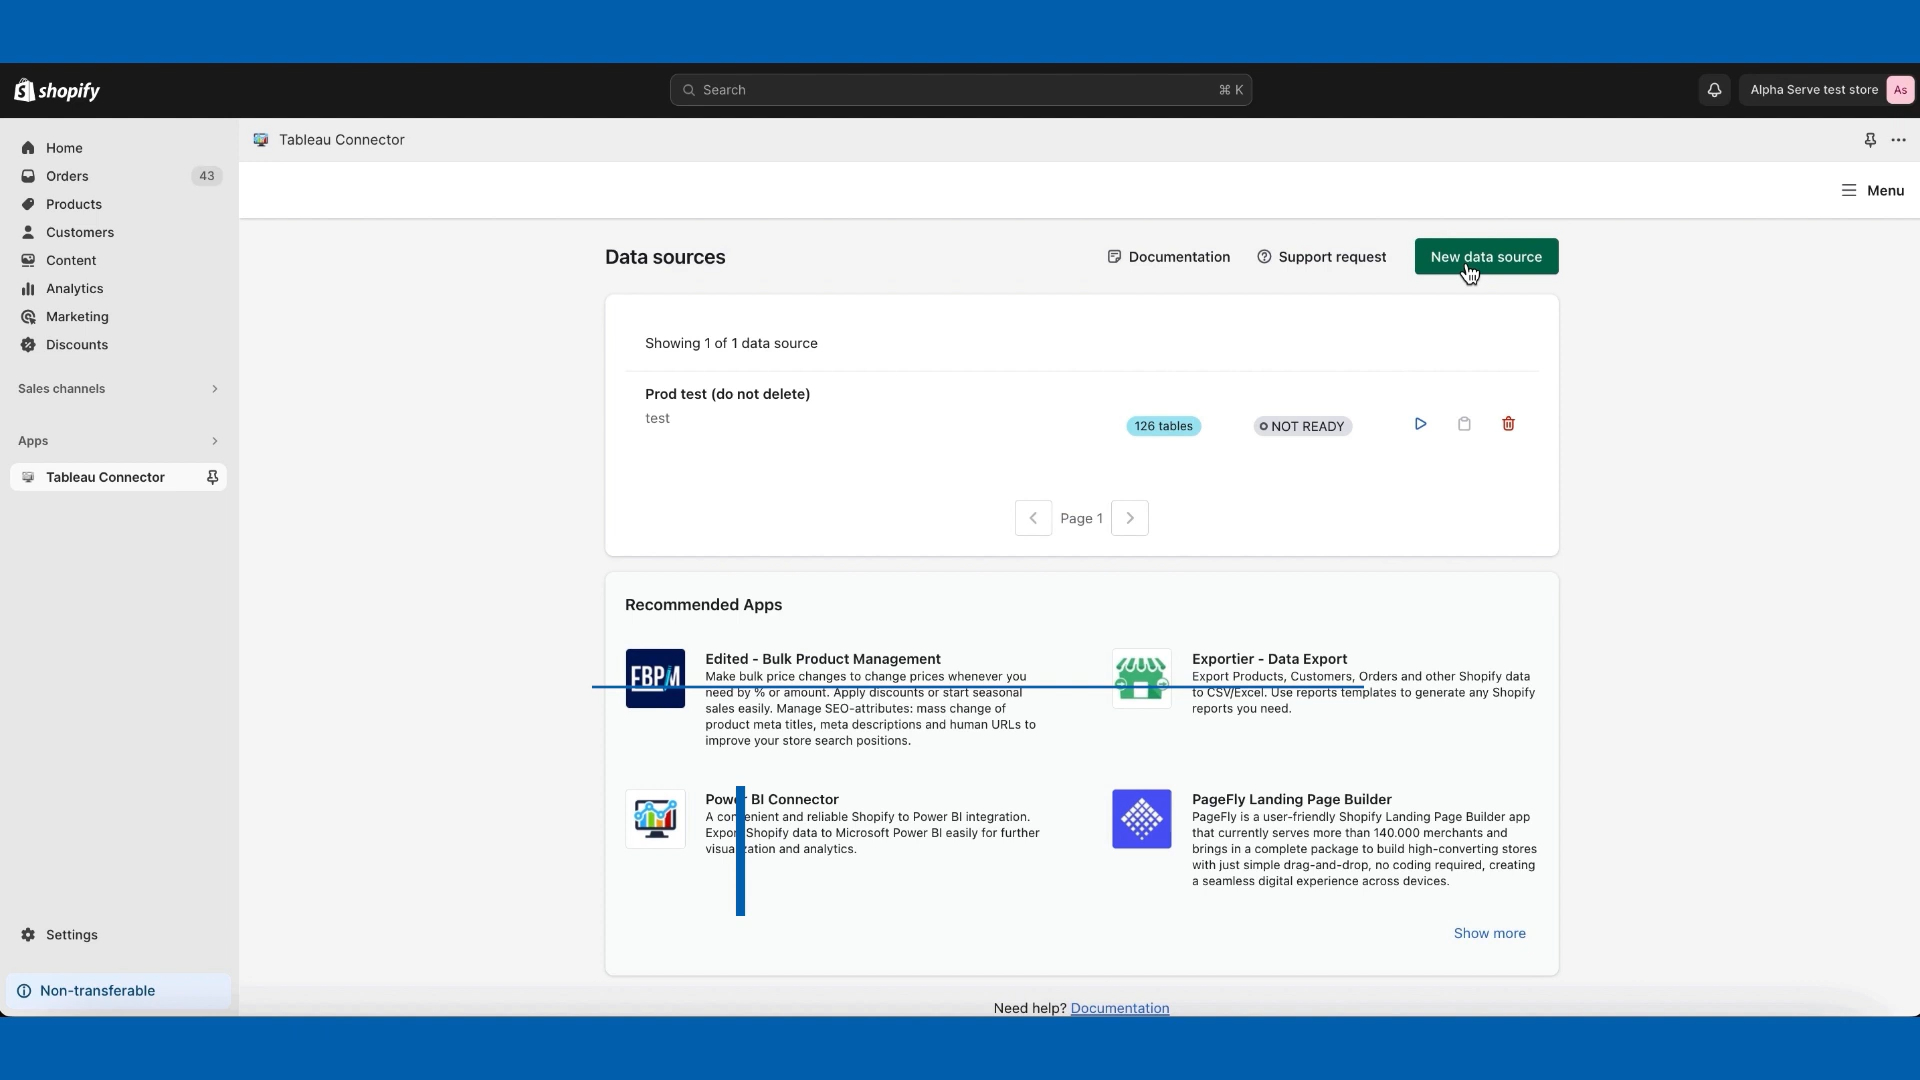 shopify
Search
⌘ K
Alpha Serve test store
As
Home
Orders
43
Products
Customers
Content
Analytics
Marketing
Discounts
Sales channels
Apps
Tableau Connector
Settings
Non-transferable
Tableau Connector
Menu
Data sources
Documentation
Support request
New data source
Showing 1 of 1 data source
Prod test (do not delete)
test
126 tables
NOT READY
Page 1
Recommended Apps
EBPM
Edited - Bulk Product Management
Make bulk price changes to change prices whenever you
need by % or amount. Apply discounts or start seasonal
sales easily. Manage SEO-attributes: mass change of
product meta titles, meta descriptions and human URLs to
improve your store search positions.
Exportier - Data Export
Export Products, Customers, Orders and other Shopify data
to CSV/Excel. Use reports templates to generate any Shopify
reports you need.
Power BI Connector
A convenient and reliable Shopify to Power BI integration.
Export Shopify data to Microsoft Power BI easily for further
visualization and analytics.
PageFly Landing Page Builder
PageFly is a user-friendly Shopify Landing Page Builder app
that currently serves more than 140.000 merchants and
brings in a complete package to build high-converting stores
with just simple drag-and-drop, no coding required, creating
a seamless digital experience across devices.
Show more
Need help? Documentation